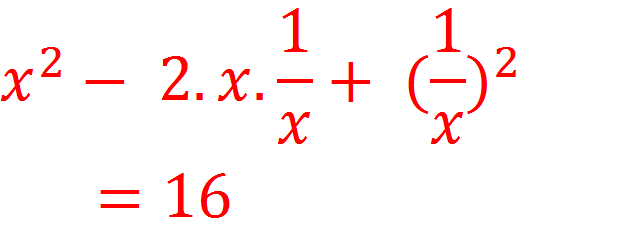 x² − 2.x.1/x + (1/x)²
= 16